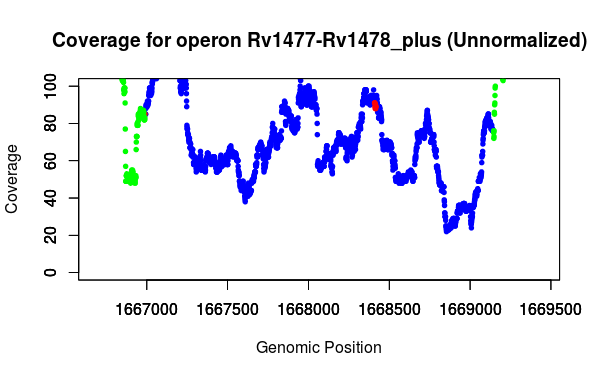 Coverage for operon Rv1477-Rv1478_plus (Unnormalized)
Coverage
100
80
60
40
20
0
1667000 1667500 1668000 1668500 1669000 1669500
Genomic Position